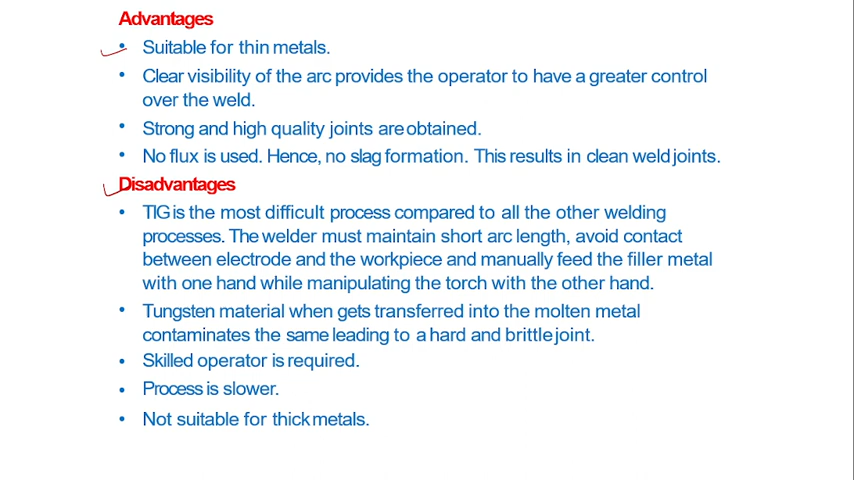 Advantages
• Suitable for thin metals.
• Clear visibility of the arc provides the operator to have a greater control
over the weld.
• Strong and high quality joints are obtained.
• No flux is used. Hence, no slag formation. This results in clean weld joints.
Disadvantages
• TIG is the most difficult process compared to all the other welding
processes. The welder must maintain short arc length, avoid contact
between electrode and the workpiece and manually feed the filler metal
with one hand while manipulating the torch with the other hand.
• Tungsten material when gets transferred into the molten metal
contaminates the same leading to a hard and brittle joint.
• Skilled operator is required.
• Process is slower.
• Not suitable for thick metals.